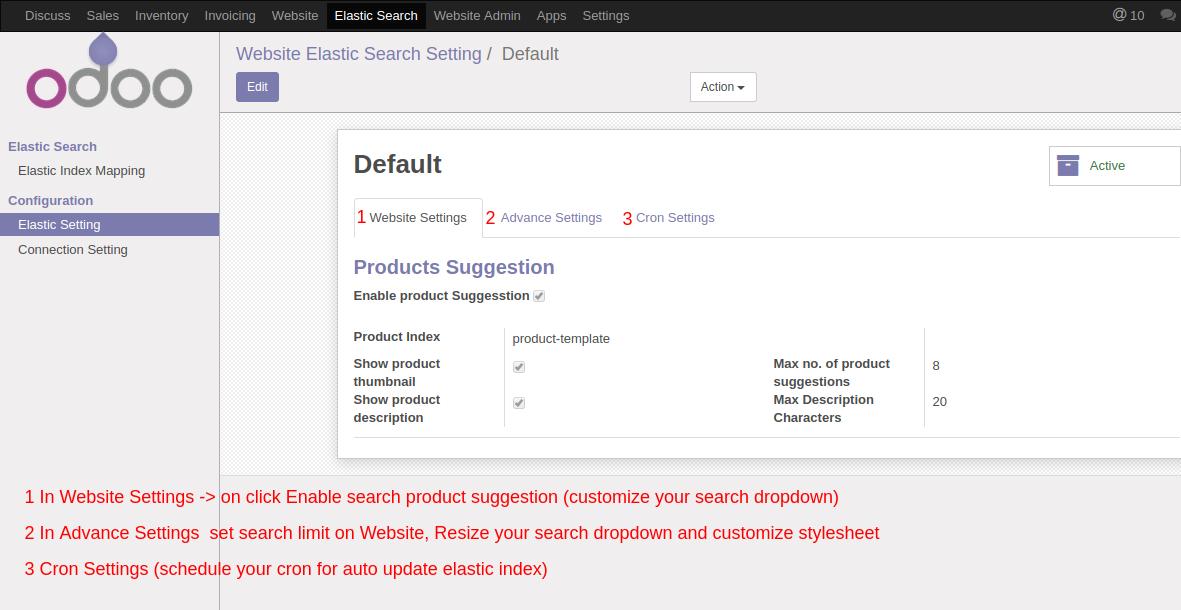 Discuss Sales Inventory Invoicing Website Elastic Search Website Admin Apps Settings @ 10
odoo
Website Elastic Search Setting / Default
Edit Action
Elastic Search
Elastic Index Mapping
Configuration
Elastic Setting
Connection Setting
Default
Active
1 Website Settings 2 Advance Settings 3 Cron Settings
Products Suggestion
Enable product Suggesstion
Product Index product-template
Show product thumbnail
Max no. of product suggestions 8
Show product description
Max Description Characters 20
1 In Website Settings -> on click Enable search product suggestion (customize your search dropdown)
2 In Advance Settings set search limit on Website, Resize your search dropdown and customize stylesheet
3 Cron Settings (schedule your cron for auto update elastic index)